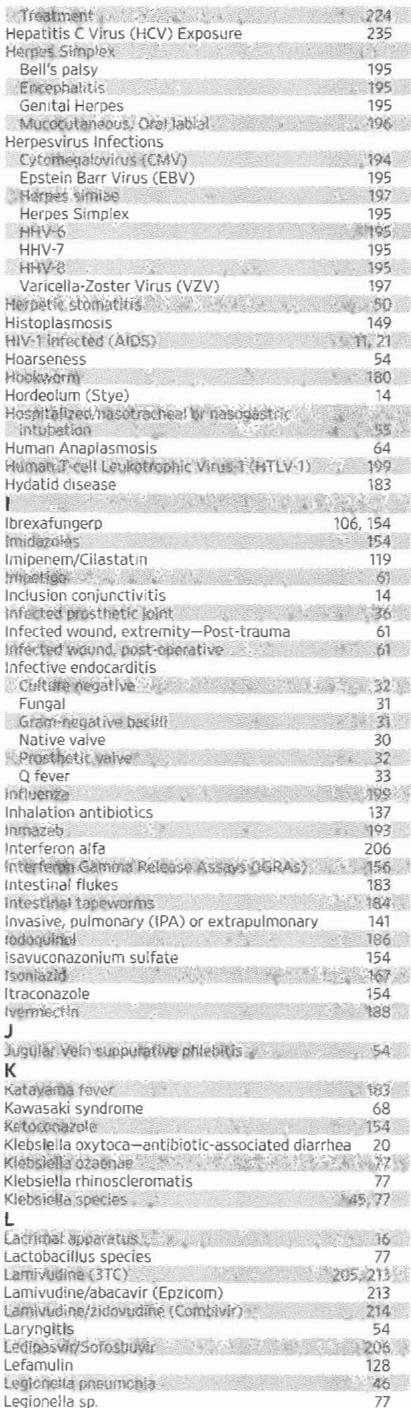 Treatment 224
Hepatitis C Virus (HCV) Exposure 235
Herpes Simplex
Bell's palsy 195
Encephalitis 195
Genital Herpes 195
Mucocutaneous, Oral labial 196
Herpesvirus Infections
Cytomegalovirus (CMV) 194
Epstein Barr Virus (EBV) 195
Herpes simiae 197
Herpes Simplex 195
HHV-6 195
HHV-7 195
HHV-8 195
Varicella-Zoster Virus (VZV) 197
Herpetic stomatitis 50
Histoplasmosis 149
HIV-1 infected (AIDS) 11, 21
Hoarseness 54
Hookworm 180
Hordeolum (Stye) 14
Hospitalized/nasotracheal or nasogastric
intubation 55
Human Anaplasmosis 64
Human T-cell Leukotrophic Virus-1 (HTLV-1) 199
Hydatid disease 183
I
Ibrexafungerp 106, 154
Imidazoles 154
Imipenem/Cilastatin 119
Impetigo 61
Inclusion conjunctivitis 14
Infected prosthetic joint 36
Infected wound, extremity—Post-trauma 61
Infected wound, post-operative 61
Infective endocarditis
Culture negative 32
Fungal 31
Gram-negative bacilli 31
Native valve 30
Prosthetic valve 32
Q fever 33
Influenza 199
Inhalation antibiotics 137
Inmazeb 193
Interferon alfa 206
Interferon Gamma Release Assays (IGRAs) 156
Intestinal flukes 183
Intestinal tapeworms 184
Invasive, pulmonary (IPA) or extrapulmonary 141
Iodoquinol 186
Isavuconazonium sulfate 154
Isoniazid 167
Itraconazole 154
Ivermectin 188
J
Jugular Vein suppurative phlebitis 54
K
Katayama fever 183
Kawasaki syndrome 68
Ketoconazole 154
Klebsiella oxytoca—antibiotic-associated diarrhea 20
Klebsiella ozaenae 77
Klebsiella rhinoscleromatis 77
Klebsiella species 45, 77
L
Lacrimal apparatus 16
Lactobacillus species 77
Lamivudine (3TC) 205, 213
Lamivudine/abacavir (Epzicom) 213
Lamivudine/zidovudine (Combivir) 214
Laryngitis 54
Ledipasvir/Sofosbuvir 206
Lefamulin 128
Legionella pneumonia 46
Legionella sp. 77